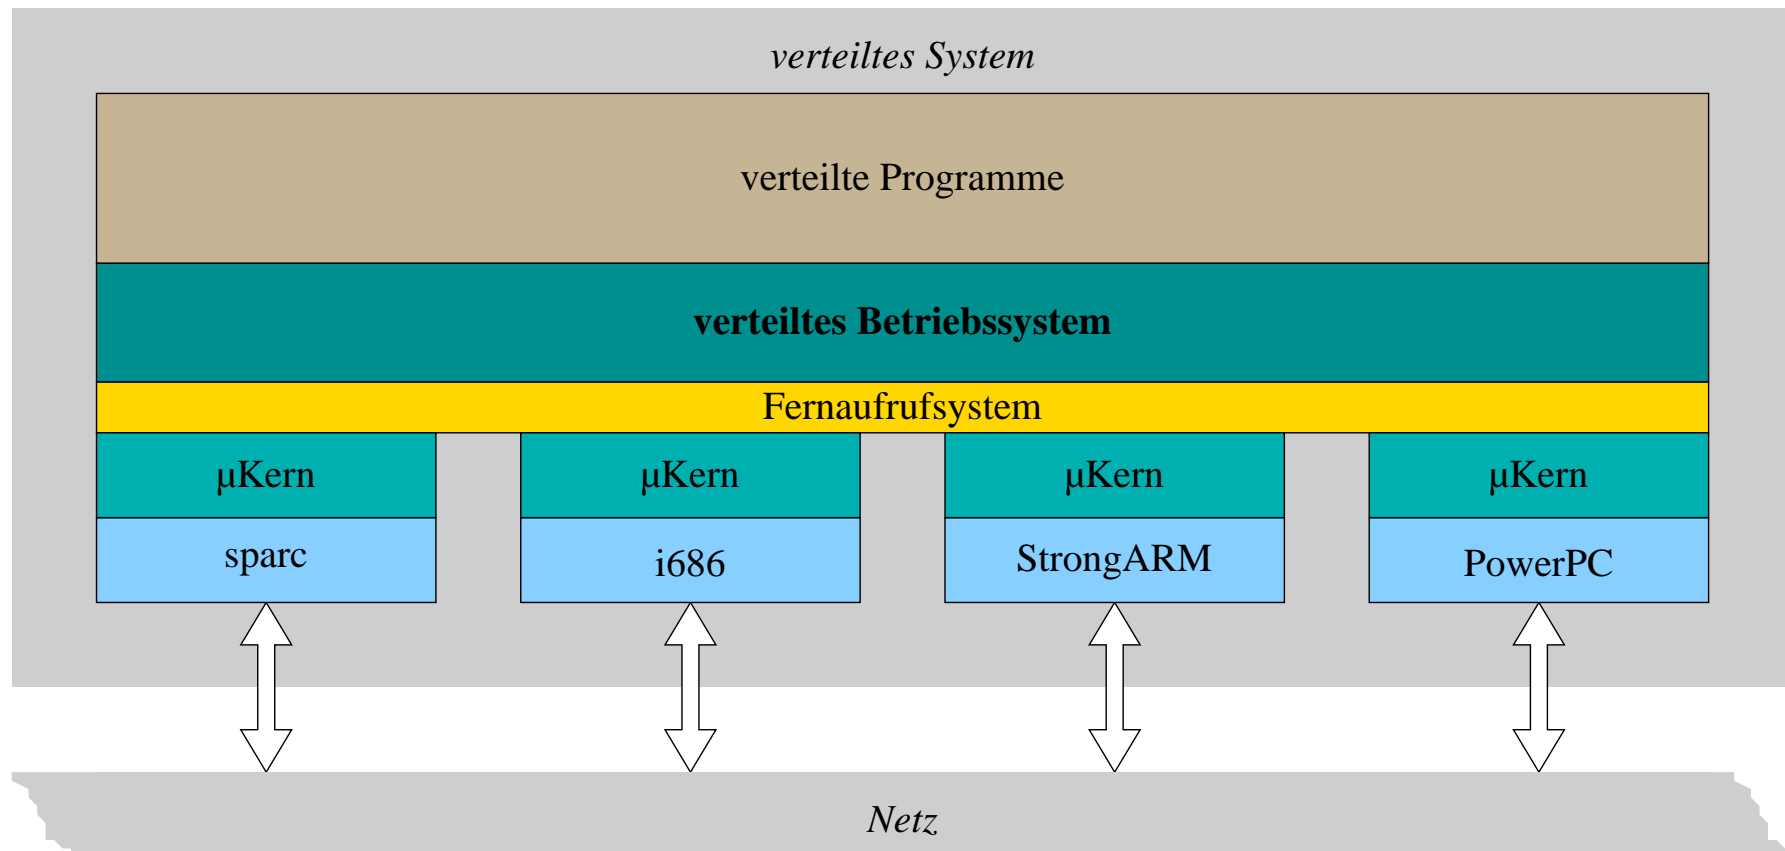 verteiltes System
verteilte Programme
verteiltes Betriebssystem
Fernaufrufsystem
µKern
µKern
µKern
µKern
sparc
i686
StrongARM
PowerPC
Netz